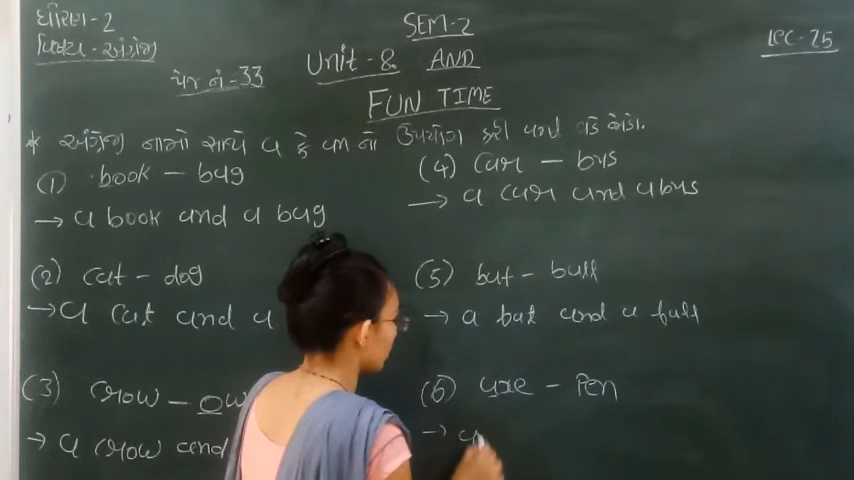 ધોરણ-2
વિષય - અંગ્રેજી
SEM-2
પેજ નં-33
Unit-8 AND
LEC-25
FUN TIME
* અંગ્રેજી નામો સાથે a કે an નો ઉપયોગ કરી and વડે જોડો.
(1) book - bag
→ a book and a bag
(2) cat - dog
→ a cat and a
(3) crow - ow
→ a crow and
(4) car - bus
→ a car and a bus
(5) bat - ball
→ a bat and a ball
(6) axe - Pen
→ a